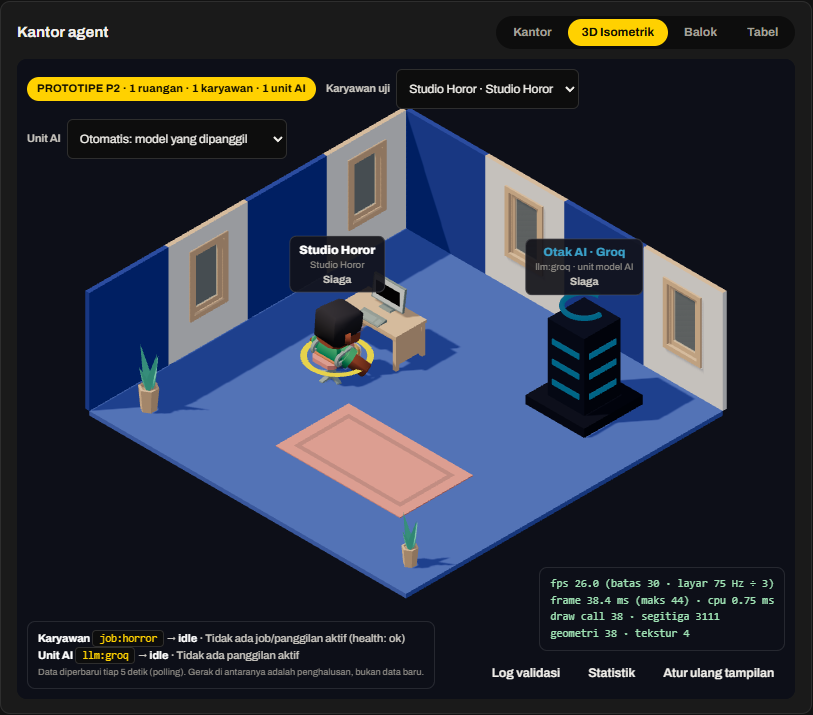 Kantor agent
Kantor
3D Isometrik
Balok
Tabel
PROTOTIPE P2 · 1 ruangan · 1 karyawan · 1 unit AI
Karyawan uji
Studio Horor · Studio Horor
Unit AI
Otomatis: model yang dipanggil
Studio Horor
Studio Horor
Siaga
Otak AI · Groq
llm:groq · unit model AI
Siaga
fps 26.0 (batas 30 · layar 75 Hz ÷ 3)
frame 38.4 ms (maks 44) · cpu 0.75 ms
draw call 38 · segitiga 3111
geometri 38 · tekstur 4
Karyawan job:horror → idle · Tidak ada job/panggilan aktif (health: ok)
Unit AI llm:groq → idle · Tidak ada panggilan aktif
Data diperbarui tiap 5 detik (polling). Gerak di antaranya adalah penghalusan, bukan data baru.
Log validasi
Statistik
Atur ulang tampilan